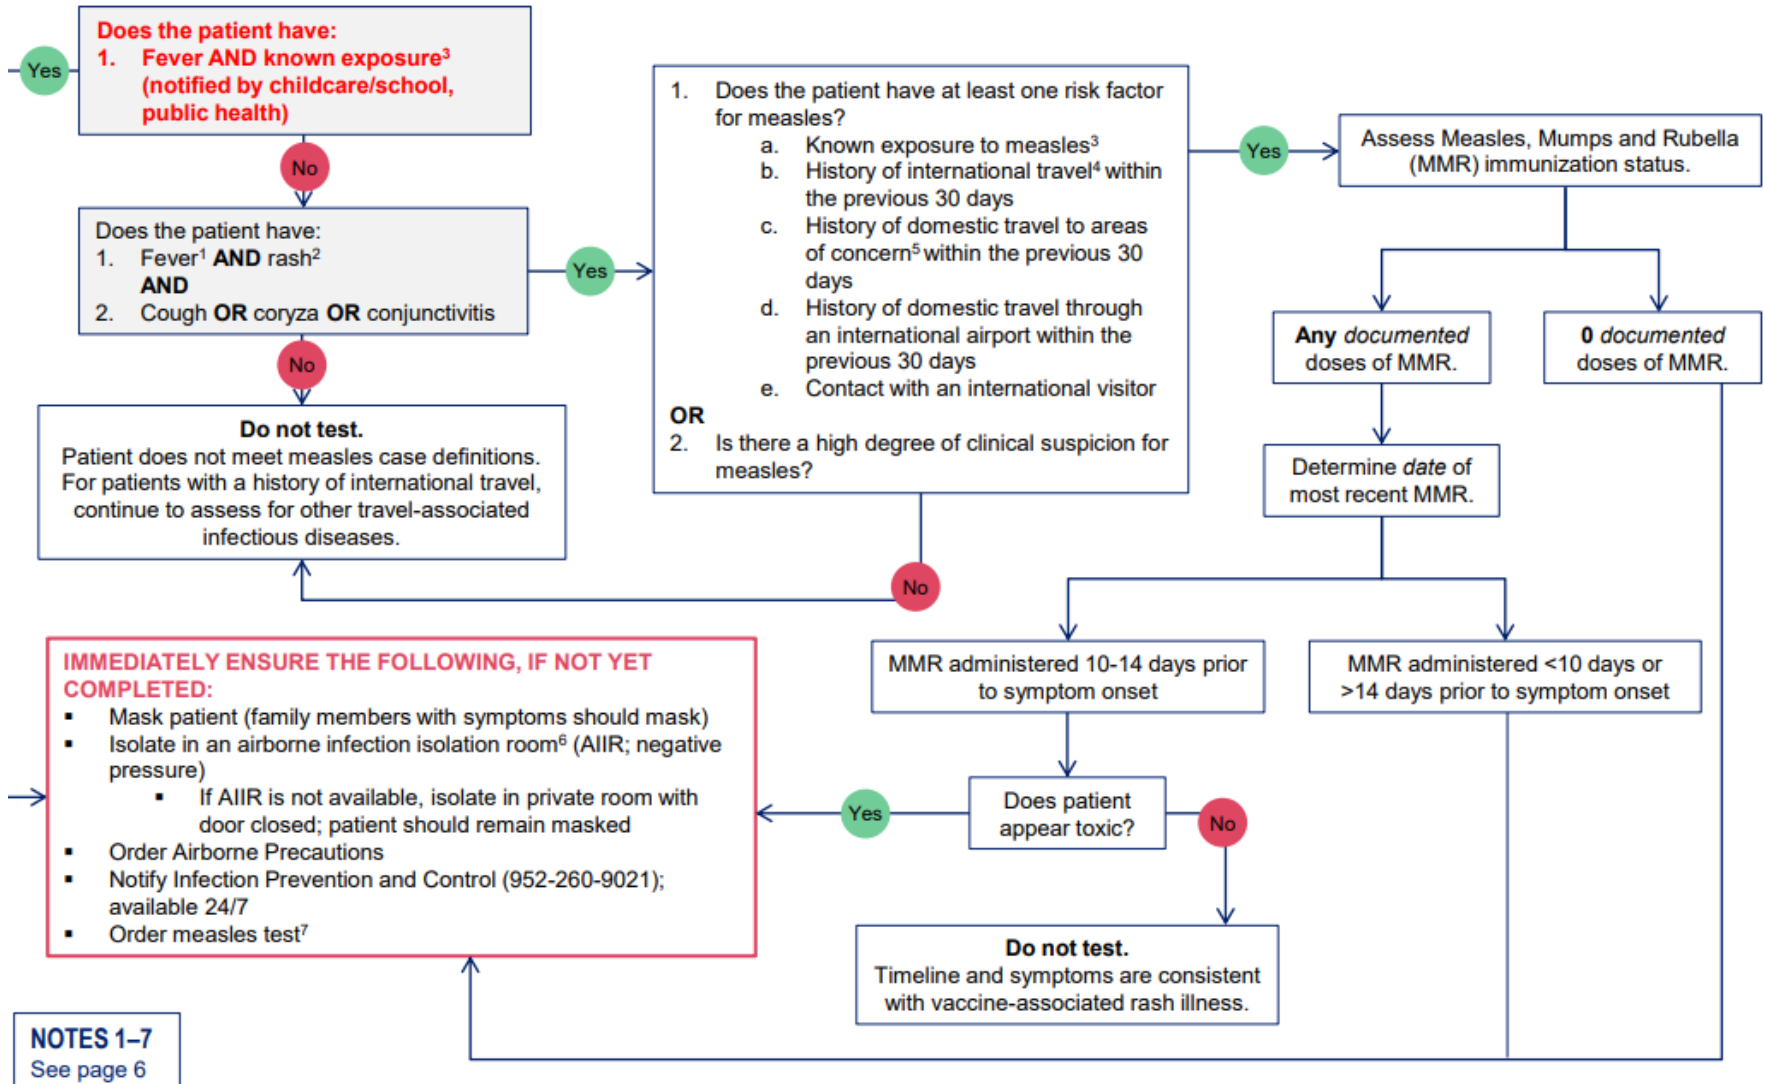 Yes
Does the patient have:
1. Fever AND known exposure³
(notified by childcare/school,
public health)
No
Does the patient have:
1. Fever¹ AND rash²
AND
2. Cough OR coryza OR conjunctivitis
Yes
No
Do not test.
Patient does not meet measles case definitions.
For patients with a history of international travel,
continue to assess for other travel-associated
infectious diseases.
1. Does the patient have at least one risk factor
for measles?
a. Known exposure to measles³
b. History of international travel⁴ within
the previous 30 days
c. History of domestic travel to areas
of concern⁵ within the previous 30
days
d. History of domestic travel through
an international airport within the
previous 30 days
e. Contact with an international visitor
OR
2. Is there a high degree of clinical suspicion for
measles?
No
Yes
Assess Measles, Mumps and Rubella
(MMR) immunization status.
Any documented
doses of MMR.
0 documented
doses of MMR.
Determine date of
most recent MMR.
MMR administered 10-14 days prior
to symptom onset
MMR administered <10 days or
>14 days prior to symptom onset
Does patient
appear toxic?
Yes
No
Do not test.
Timeline and symptoms are consistent
with vaccine-associated rash illness.
IMMEDIATELY ENSURE THE FOLLOWING, IF NOT YET
COMPLETED:
▪ Mask patient (family members with symptoms should mask)
▪ Isolate in an airborne infection isolation room⁶ (AIIR; negative
pressure)
▪ If AIIR is not available, isolate in private room with
door closed; patient should remain masked
▪ Order Airborne Precautions
▪ Notify Infection Prevention and Control (952-260-9021);
available 24/7
▪ Order measles test⁷
NOTES 1–7
See page 6